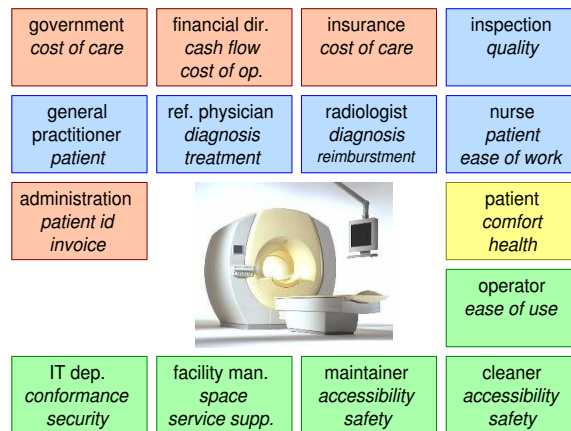 government
cost of care
financial dir.
cash flow
cost of op.
insurance
cost of care
inspection
quality
general
practitioner
patient
ref. physician
diagnosis
treatment
radiologist
diagnosis
reimburstment
nurse
patient
ease of work
administration
patient id
invoice
patient
comfort
health
operator
ease of use
IT dep.
conformance
security
facility man.
space
service supp.
maintainer
accessibility
safety
cleaner
accessibility
safety